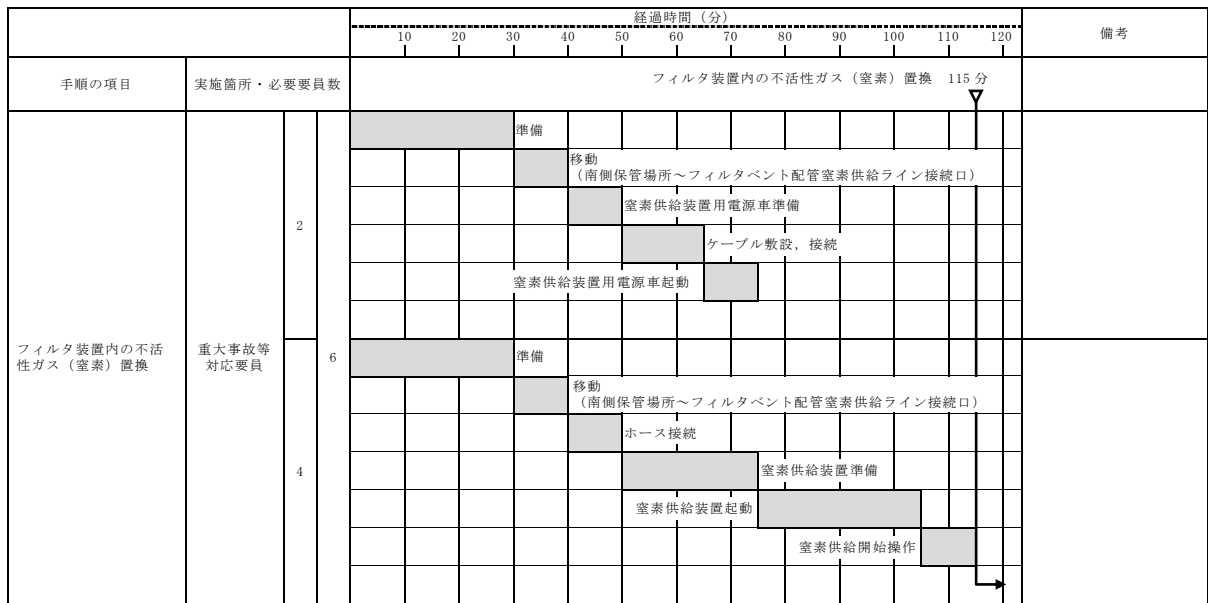 経過時間（分）
10 20 30 40 50 60 70 80 90 100 110 120
備考
手順の項目
実施箇所・必要要員数
フィルタ装置内の不活性ガス（窒素）置換 115 分
準備
移動
（南側保管場所～フィルタベント配管窒素供給ライン接続口）
窒素供給装置用電源車準備
2
ケーブル敷設，接続
窒素供給装置用電源車起動
フィルタ装置内の不活
性ガス（窒素）置換
重大事故等
対応要員
6
準備
移動
（南側保管場所～フィルタベント配管窒素供給ライン接続口）
ホース接続
4
窒素供給装置準備
窒素供給装置起動
窒素供給開始操作